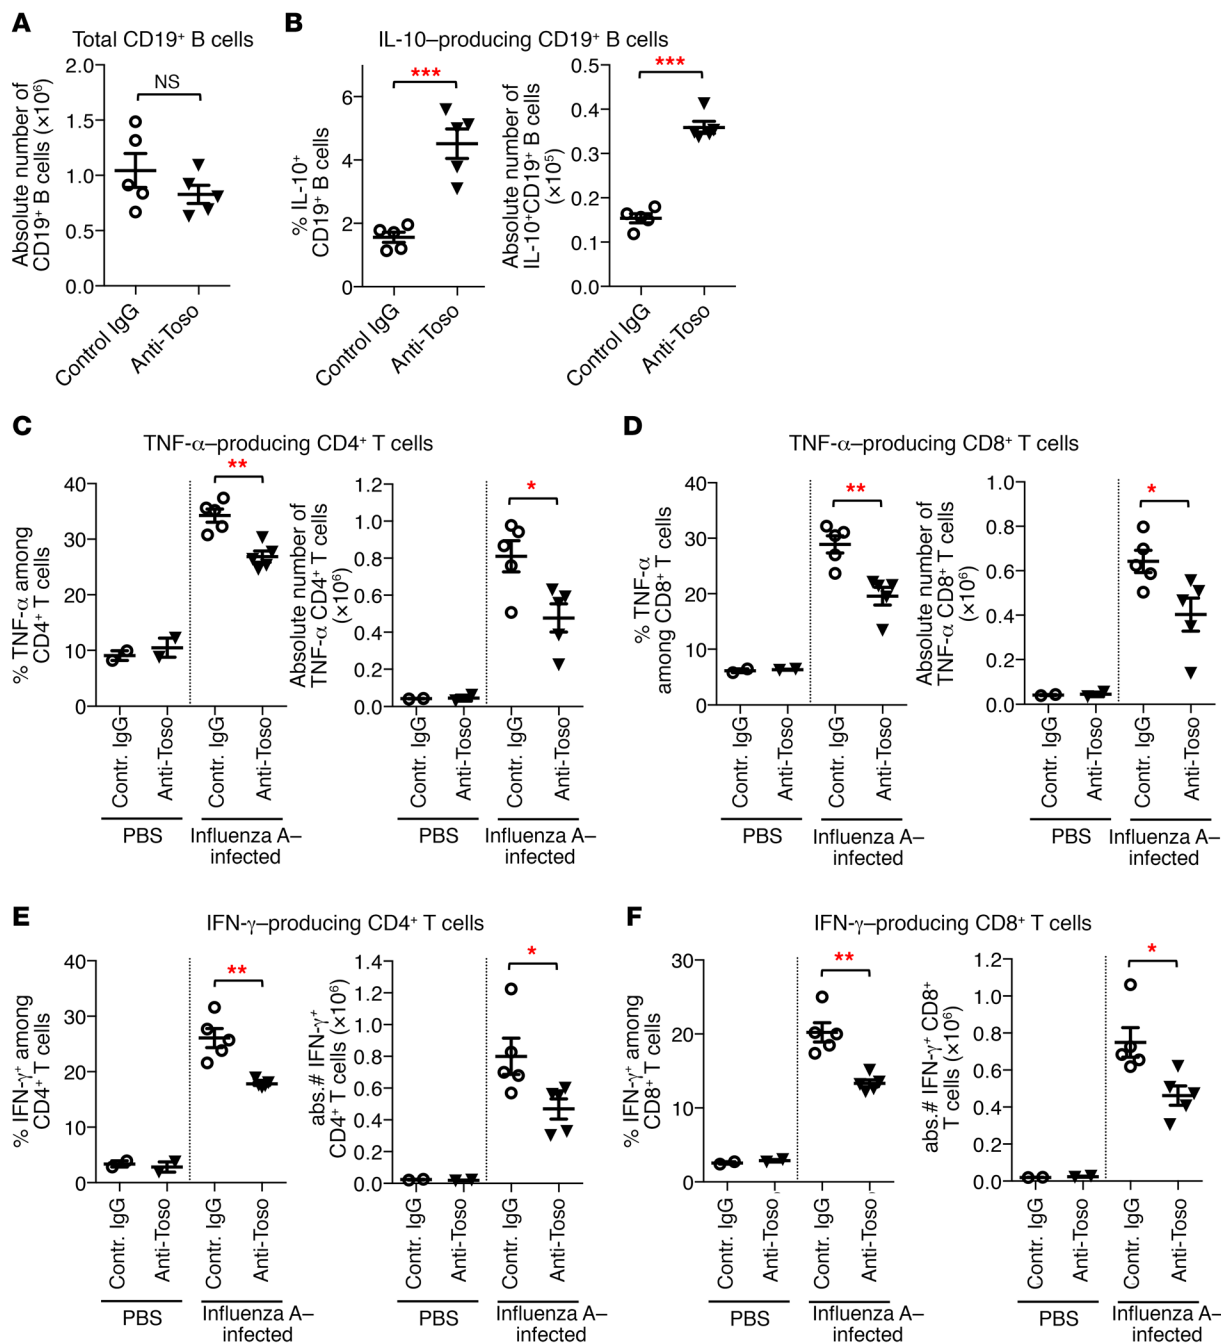 A
Total CD19⁺ B cells
Absolute number of
CD19⁺ B cells (×10⁶)
2.0
1.5
1.0
0.5
0.0
NS
Control IgG
Anti-Toso
B
IL-10–producing CD19⁺ B cells
% IL-10⁺
CD19⁺ B cells
6
4
2
0
***
Control IgG
Anti-Toso
Absolute number of
IL-10⁺CD19⁺ B cells
(×10⁵)
0.5
0.4
0.3
0.2
0.1
0.0
***
Control IgG
Anti-Toso
C
TNF-α–producing CD4⁺ T cells
% TNF-α among
CD4⁺ T cells
40
30
20
10
0
**
Contr. IgG
Anti-Toso
Contr. IgG
Anti-Toso
PBS
Influenza A–
infected
Absolute number of
TNF-α CD4⁺ T cells
(×10⁶)
1.2
1.0
0.8
0.6
0.4
0.2
0.0
*
Contr. IgG
Anti-Toso
Contr. IgG
Anti-Toso
PBS
Influenza A–
infected
D
TNF-α–producing CD8⁺ T cells
% TNF-α
among CD8⁺ T cells
40
30
20
10
0
**
Contr. IgG
Anti-Toso
Contr. IgG
Anti-Toso
PBS
Influenza A–
infected
Absolute number of
TNF-α CD8⁺ T cells
(×10⁶)
1.0
0.8
0.6
0.4
0.2
0.0
*
Contr. IgG
Anti-Toso
Contr. IgG
Anti-Toso
PBS
Influenza A–
infected
E
IFN-γ–producing CD4⁺ T cells
% IFN-γ⁺ among
CD4⁺ T cells
40
30
20
10
0
**
Contr. IgG
Anti-Toso
Contr. IgG
Anti-Toso
PBS
Influenza A–
infected
abs.# IFN-γ⁺
CD4⁺ T cells (×10⁶)
1.4
1.2
1.0
0.8
0.6
0.4
0.2
0.0
*
Contr. IgG
Anti-Toso
Contr. IgG
Anti-Toso
PBS
Influenza A–
infected
F
IFN-γ–producing CD8⁺ T cells
% IFN-γ⁺ among
CD8⁺ T cells
30
20
10
0
**
Contr. IgG
Anti-Toso
Contr. IgG
Anti-Toso
PBS
Influenza A–
infected
abs.# IFN-γ⁺ CD8⁺
T cells (×10⁶)
1.2
1.0
0.8
0.6
0.4
0.2
0.0
*
Contr. IgG
Anti-Toso
Contr. IgG
Anti-Toso
PBS
Influenza A–
infected